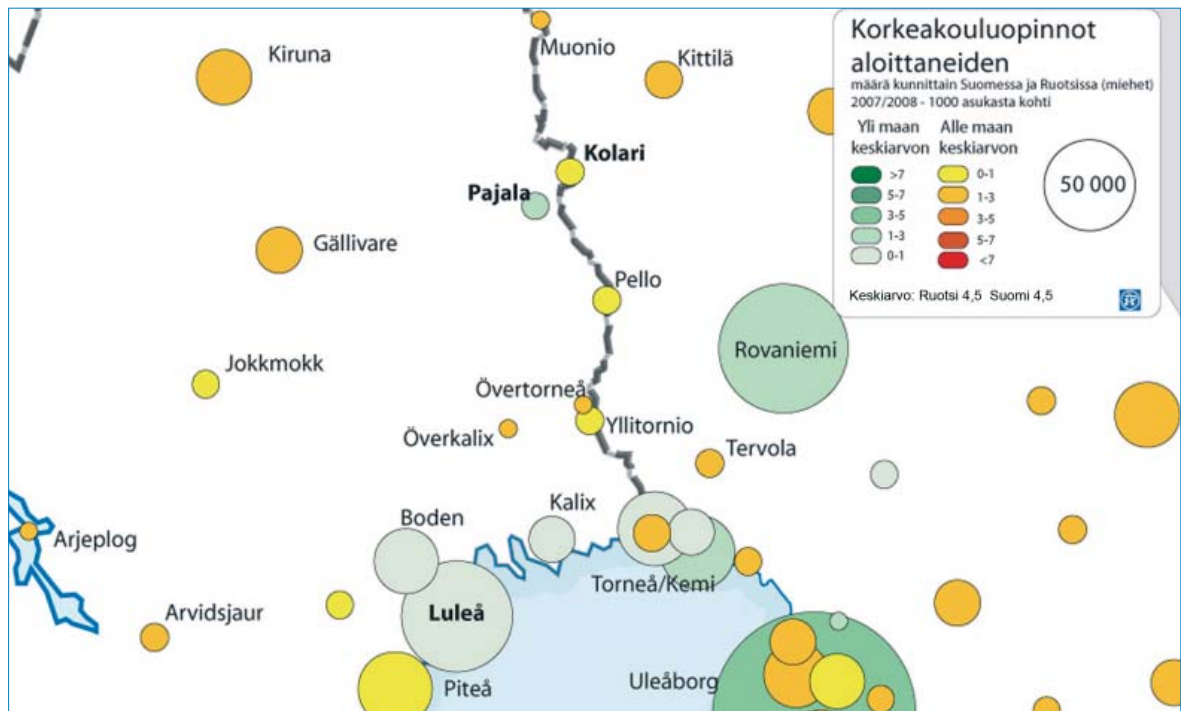 Korkeakouluopinnot
aloittaneiden
määrä kunnittain Suomessa ja Ruotsissa (miehet)
2007/2008 - 1000 asukasta kohti
Yli maan keskiarvon
Alle maan keskiarvon
>7
5-7
3-5
1-3
0-1
0-1
1-3
3-5
5-7
<7
50 000
Keskiarvo: Ruotsi 4,5 Suomi 4,5
Kiruna
Muonio
Kittilä
Kolari
Pajala
Gällivare
Pello
Rovaniemi
Jokkmokk
Övertorneå
Överkalix
Yllitornio
Tervola
Kalix
Boden
Arjeplog
Torneå/Kemi
Arvidsjaur
Luleå
Piteå
Uleåborg